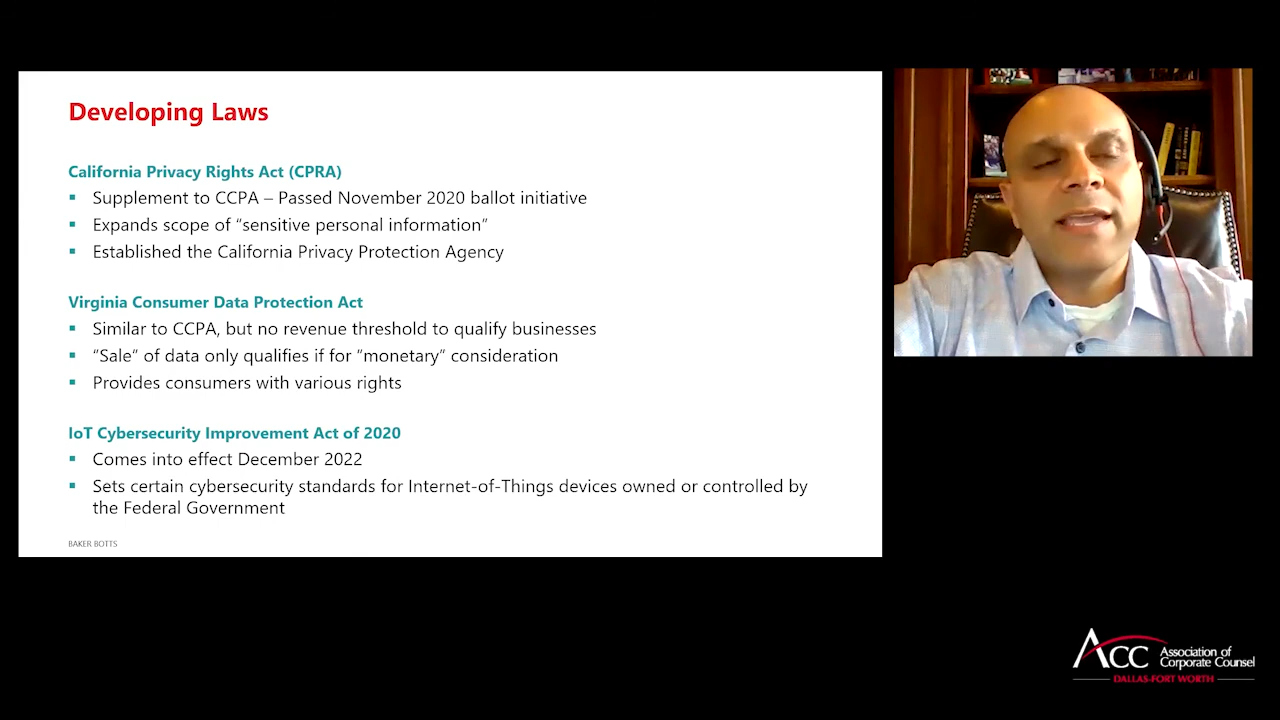 Developing Laws
California Privacy Rights Act (CPRA)
▪ Supplement to CCPA – Passed November 2020 ballot initiative
▪ Expands scope of “sensitive personal information”
▪ Established the California Privacy Protection Agency
Virginia Consumer Data Protection Act
▪ Similar to CCPA, but no revenue threshold to qualify businesses
▪ “Sale” of data only qualifies if for “monetary” consideration
▪ Provides consumers with various rights
IoT Cybersecurity Improvement Act of 2020
▪ Comes into effect December 2022
▪ Sets certain cybersecurity standards for Internet-of-Things devices owned or controlled by
the Federal Government
BAKER BOTTS
ACC Association of
Corporate Counsel
DALLAS-FORT WORTH